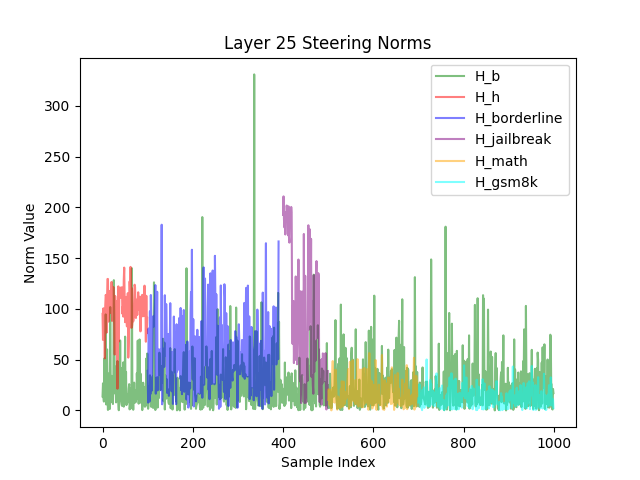 Layer 25 Steering Norms
H_b
H_h
H_borderline
H_jailbreak
H_math
H_gsm8k
300
250
200
150
100
50
0
Norm Value
0 200 400 600 800 1000
Sample Index